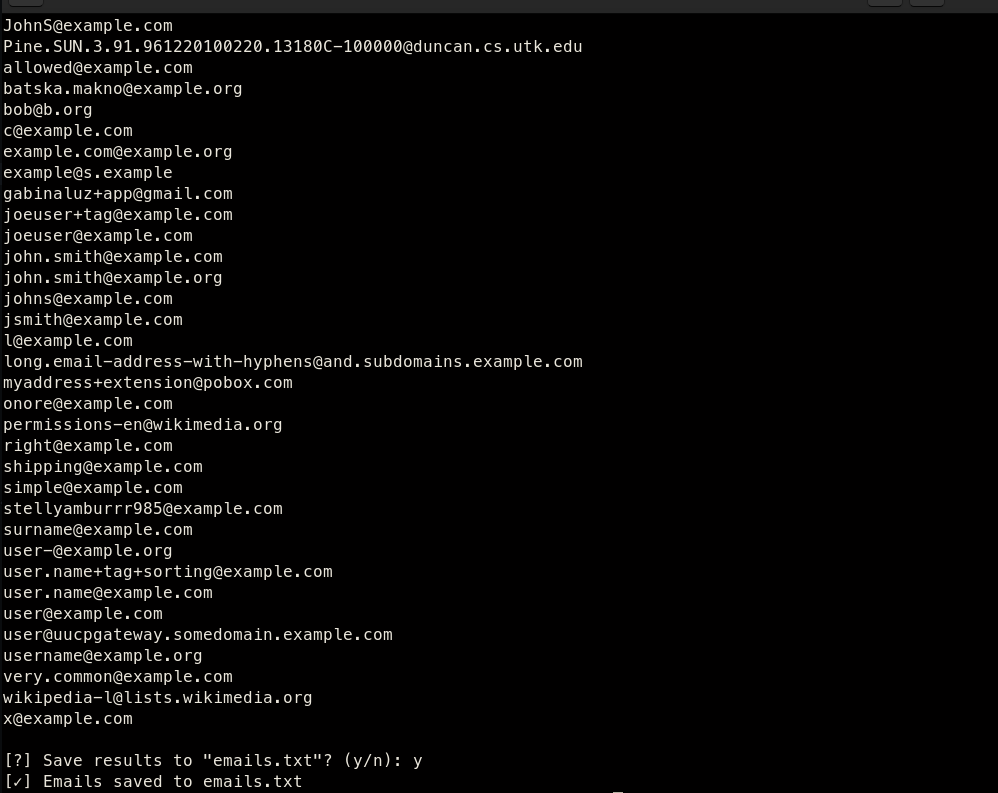 JohnS@example.com
Pine.SUN.3.91.961220100220.13180C-100000@duncan.cs.utk.edu
allowed@example.com
batska.makno@example.org
bob@b.org
c@example.com
example.com@example.org
example@s.example
gabinaluz+app@gmail.com
joeuser+tag@example.com
joeuser@example.com
john.smith@example.com
john.smith@example.org
johns@example.com
jsmith@example.com
l@example.com
long.email-address-with-hyphens@and.subdomains.example.com
myaddress+extension@pobox.com
onore@example.com
permissions-en@wikimedia.org
right@example.com
shipping@example.com
simple@example.com
stellyamburrr985@example.com
surname@example.com
user-@example.org
user.name+tag+sorting@example.com
user.name@example.com
user@example.com
user@uucpgateway.somedomain.example.com
username@example.org
very.common@example.com
wikipedia-l@lists.wikimedia.org
x@example.com
[?] Save results to "emails.txt"? (y/n): y
[✓] Emails saved to emails.txt